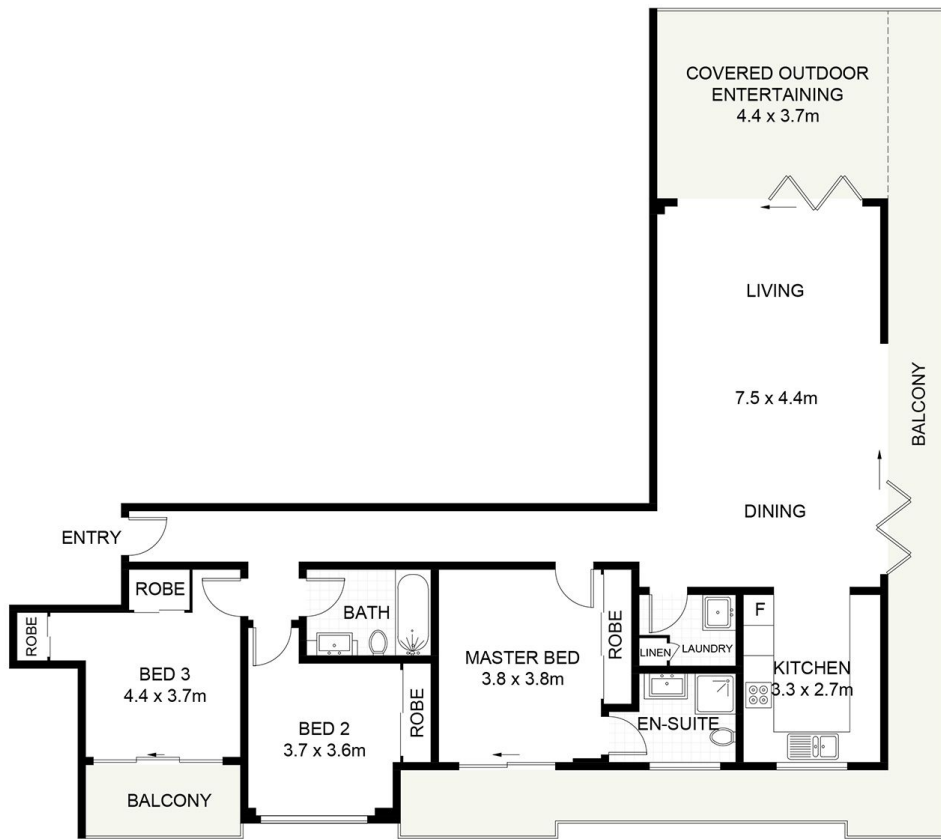 COVERED OUTDOOR
ENTERTAINING
4.4 x 3.7m
LIVING
7.5 x 4.4m
BALCONY
DINING
ENTRY
ROBE
ROBE
BED 3
4.4 x 3.7m
BALCONY
BATH
BED 2
3.7 x 3.6m
ROBE
MASTER BED
3.8 x 3.8m
ROBE
LINEN
LAUNDRY
EN-SUITE
F
KITCHEN
3.3 x 2.7m